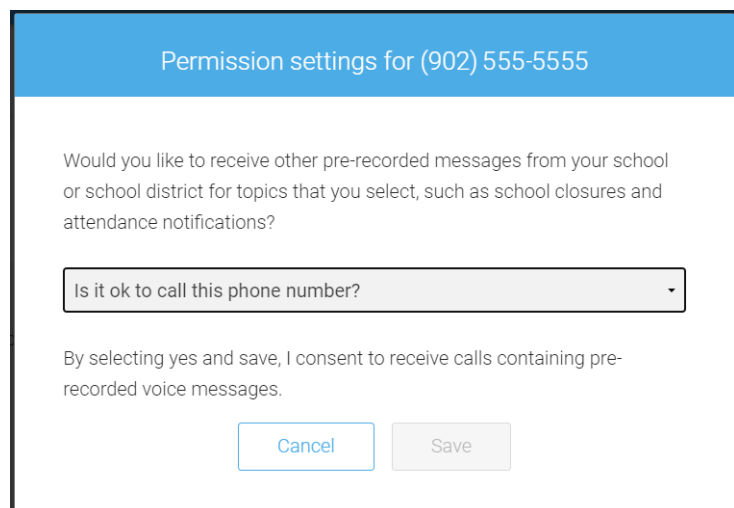 Permission settings for (902) 555-5555
Would you like to receive other pre-recorded messages from your school
or school district for topics that you select, such as school closures and
attendance notifications?
Is it ok to call this phone number?
By selecting yes and save, I consent to receive calls containing pre-
recorded voice messages.
Cancel
Save